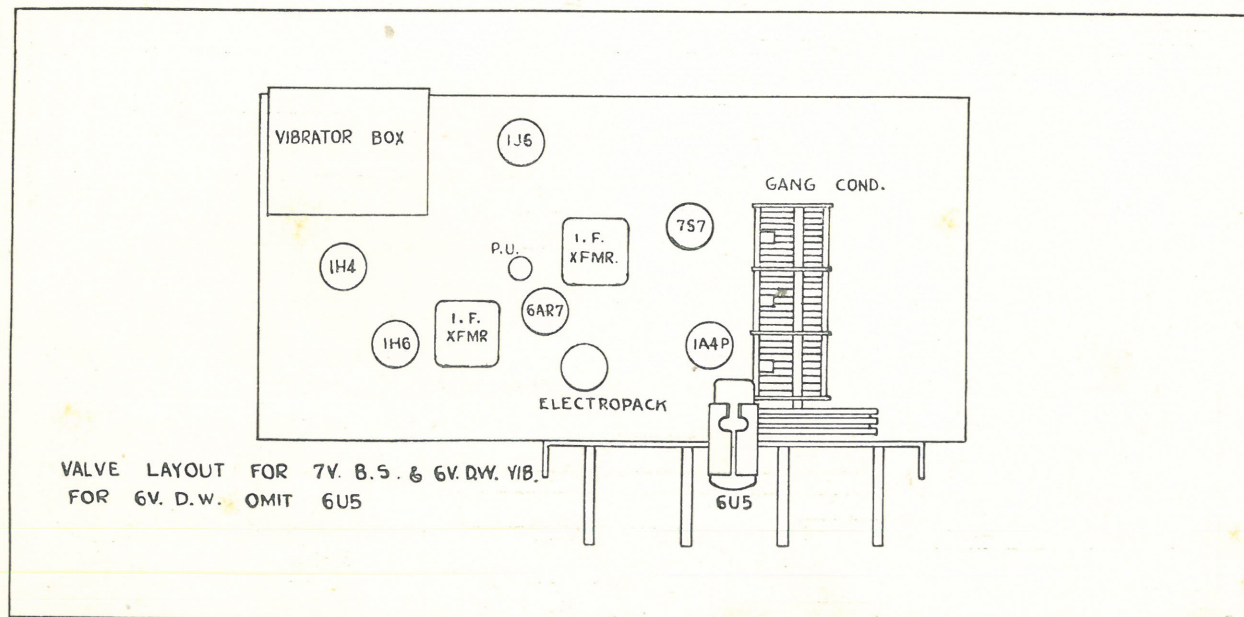 VIBRATOR BOX
1J6
GANG COND.
7S7
I.F.
XFMR.
P.U.
1H4
6AR7
I.F.
XFMR
1H6
1A4P
ELECTROPACK
VALVE LAYOUT FOR 7V. B.S. & 6V. D.W. VIB.
FOR 6V. D.W. OMIT 6U5
6U5